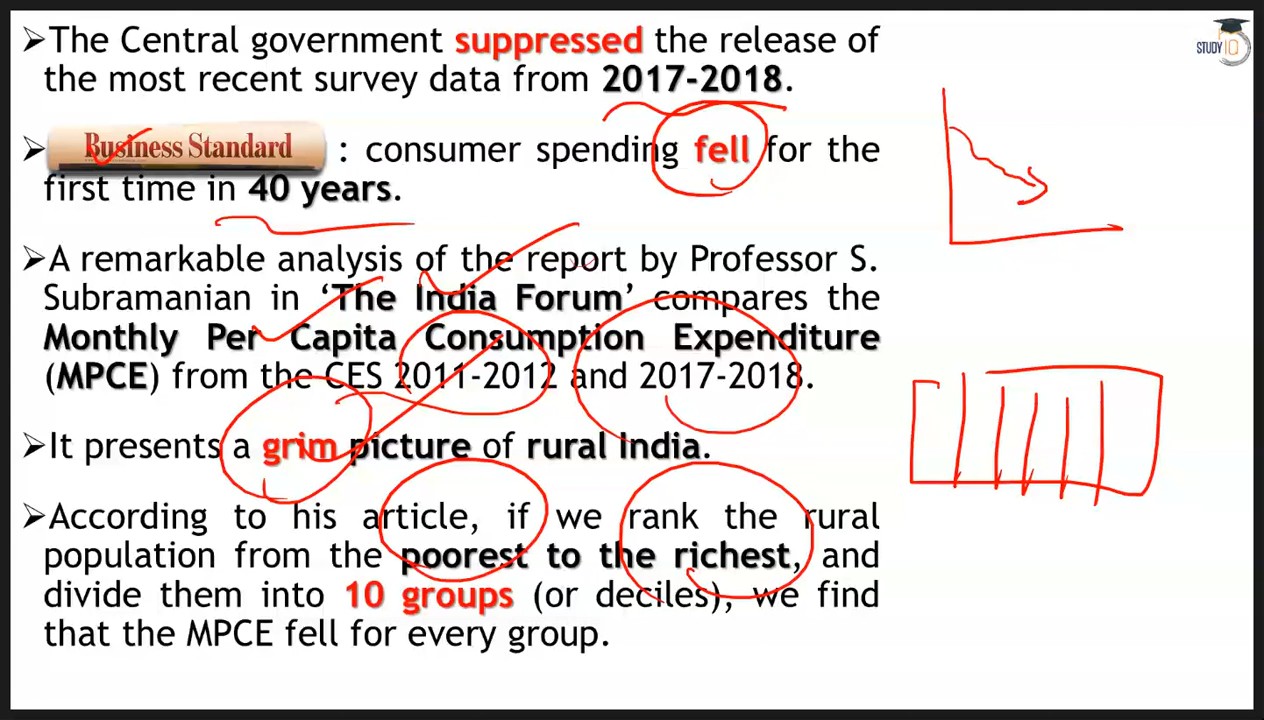 ➢The Central government suppressed the release of
the most recent survey data from 2017-2018.
STUDY IQ
➢ Business Standard : consumer spending fell for the
first time in 40 years.
➢A remarkable analysis of the report by Professor S.
Subramanian in ‘The India Forum’ compares the
Monthly Per Capita Consumption Expenditure
(MPCE) from the CES 2011-2012 and 2017-2018.
➢It presents a grim picture of rural India.
➢According to his article, if we rank the rural
population from the poorest to the richest, and
divide them into 10 groups (or deciles), we find
that the MPCE fell for every group.